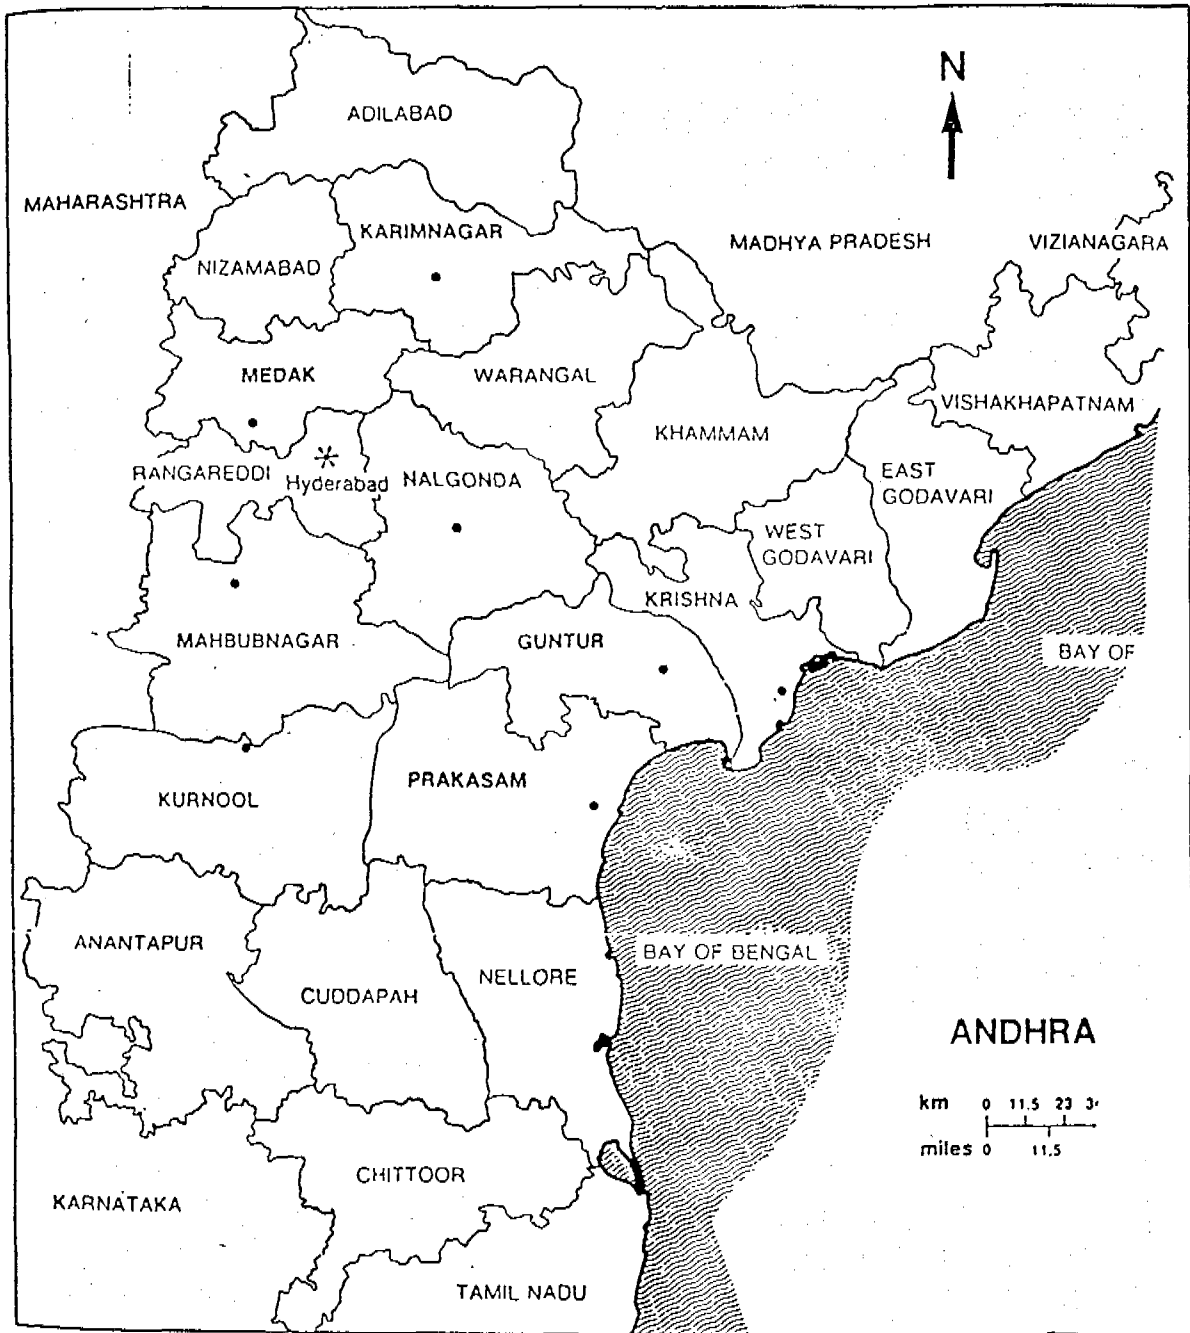 N
ADILABAD
MAHARASHTRA
KARIMNAGAR
MADHYA PRADESH
VIZIANAGARA
NIZAMABAD
MEDAK
WARANGAL
VISHAKHAPATNAM
KHAMMAM
RANGAREDDI
Hyderabad
NALGONDA
EAST
GODAVARI
WEST
GODAVARI
KRISHNA
MAHBUBNAGAR
GUNTUR
BAY OF
PRAKASAM
KURNOOL
ANANTAPUR
BAY OF BENGAL
NELLORE
CUDDAPAH
ANDHRA
km 0 11.5 23 3
miles 0 11.5
CHITTOOR
KARNATAKA
TAMIL NADU